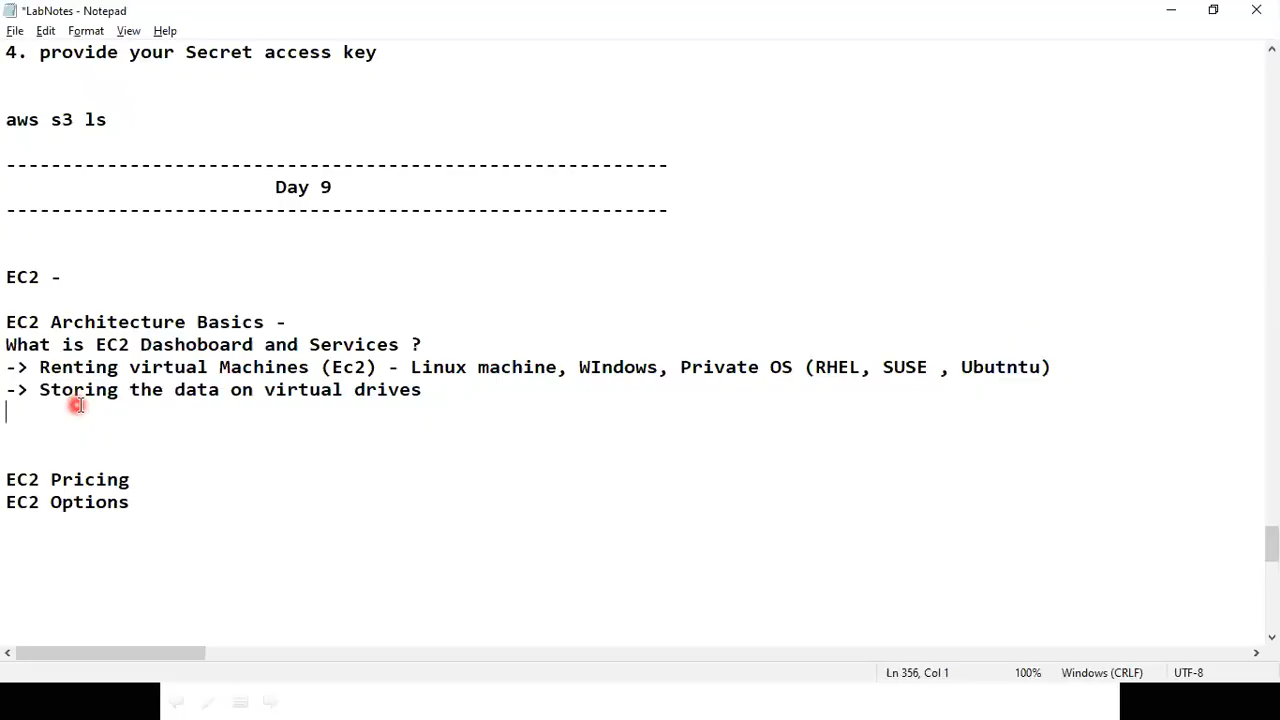 *LabNotes - Notepad
File Edit Format View Help
4. provide your Secret access key
aws s3 ls
-----------------------------------------------------------
Day 9
-----------------------------------------------------------
EC2 -
EC2 Architecture Basics -
What is EC2 Dashoboard and Services ?
-> Renting virtual Machines (Ec2) - Linux machine, WIndows, Private OS (RHEL, SUSE , Ubutntu)
-> Storing the data on virtual drives
EC2 Pricing
EC2 Options
Ln 356, Col 1 100% Windows (CRLF) UTF-8